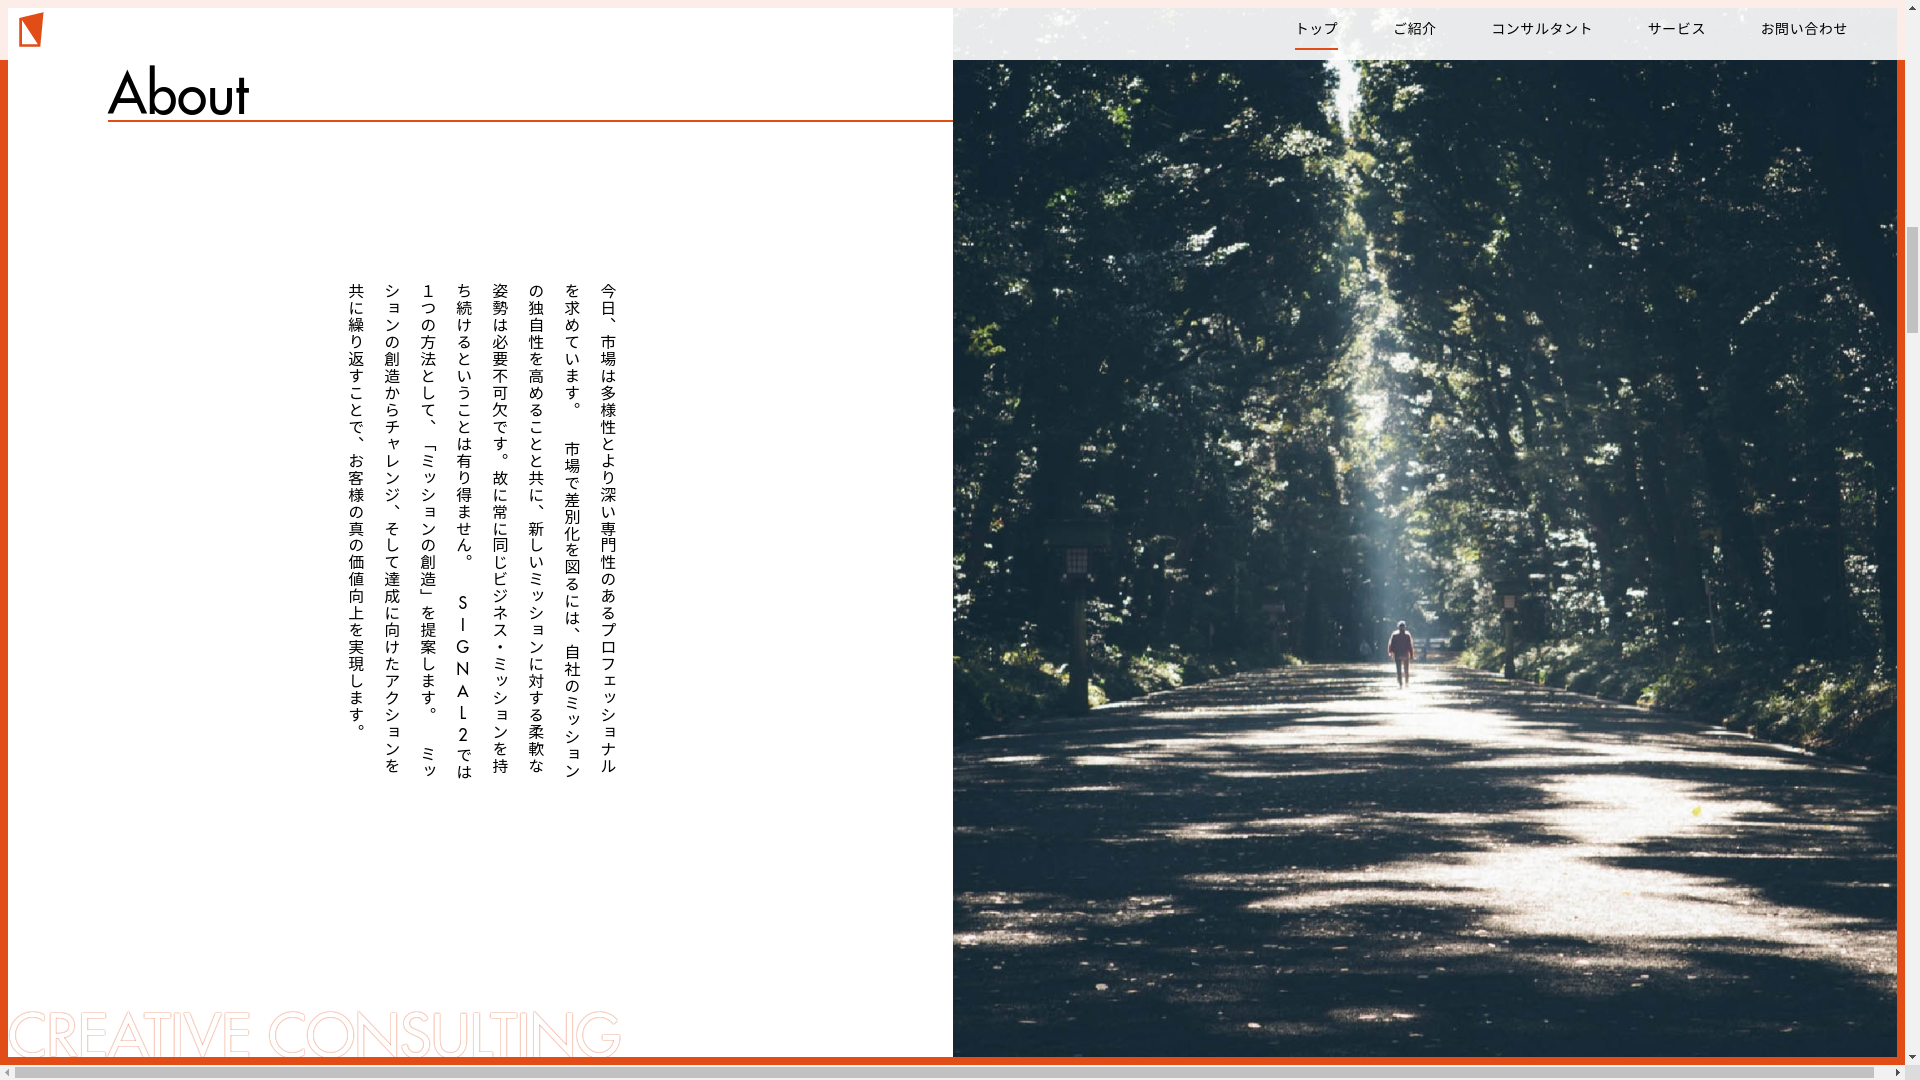 トップ
ご紹介
コンサルタント
サービス
お問い合わせ
About
今日、市場は多様性とより深い専門性のあるプロフェッショナル
を求めています。　市場で差別化を図るには、自社のミッション
の独自性を高めることと共に、新しいミッションに対する柔軟な
姿勢は必要不可欠です。故に常に同じビジネス・ミッションを持
ち続けるということは有り得ません。　SIGNAL2では
１つの方法として、「ミッションの創造」を提案します。　ミッ
ションの創造からチャレンジ、そして達成に向けたアクションを
共に繰り返すことで、お客様の真の価値向上を実現します。
CREATIVE CONSULTING